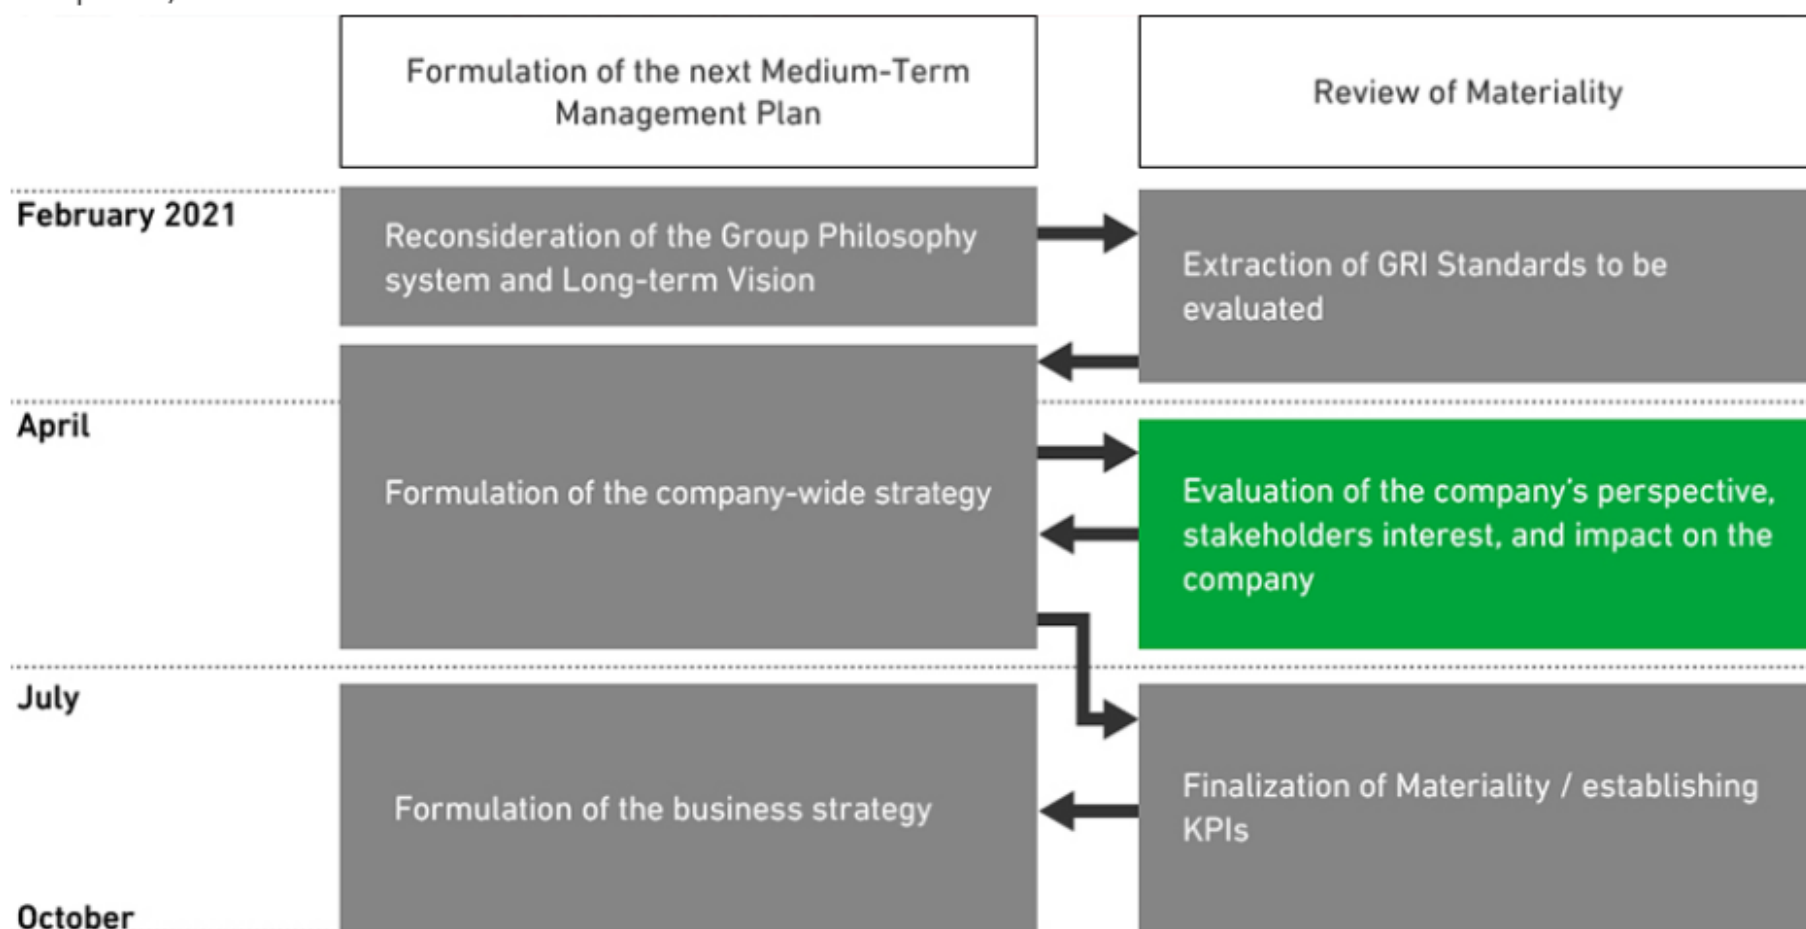 Formulation of the next Medium-Term
Management Plan
Review of Materiality
February 2021
Reconsideration of the Group Philosophy
system and Long-term Vision
Extraction of GRI Standards to be
evaluated
April
Formulation of the company-wide strategy
Evaluation of the company's perspective,
stakeholders interest, and impact on the
company
July
Formulation of the business strategy
Finalization of Materiality / establishing
KPIs
October